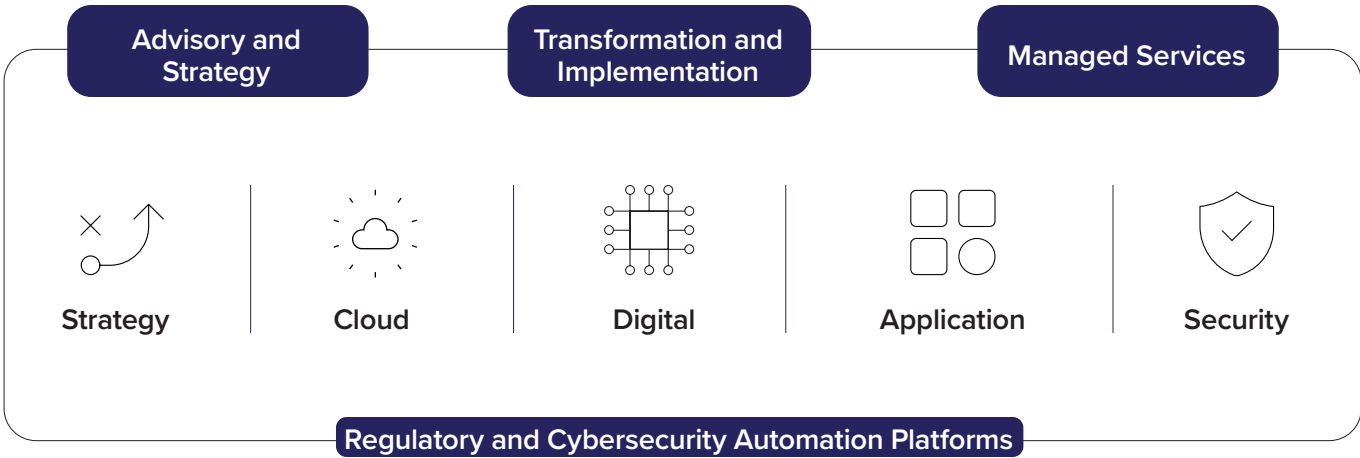 Advisory and
Strategy
Transformation and
Implementation
Managed Services
Strategy
Cloud
Digital
Application
Security
Regulatory and Cybersecurity Automation Platforms